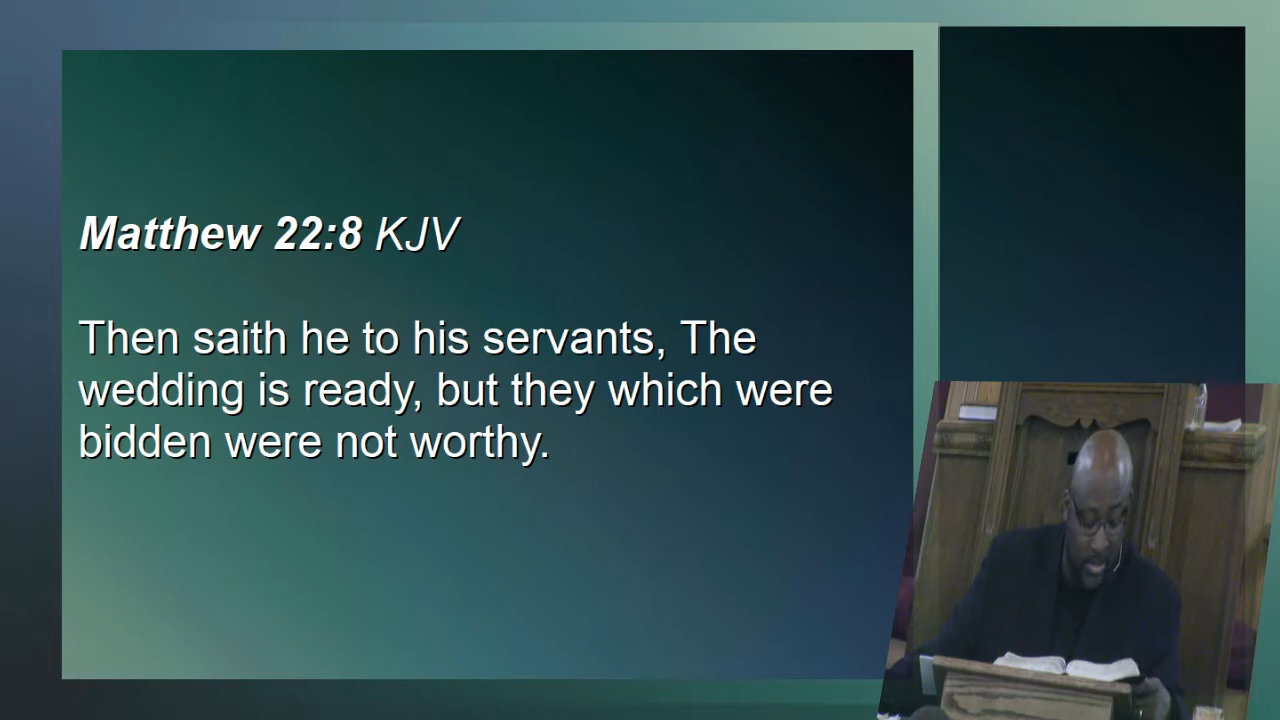 Matthew 22:8 KJV
Then saith he to his servants, The
wedding is ready, but they which were
bidden were not worthy.